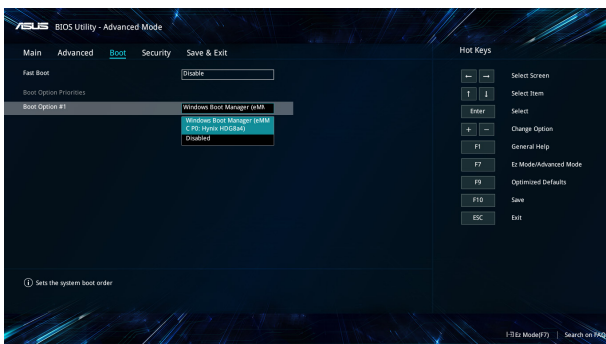 ASUS BIOS Utility - Advanced Mode
Main Advanced Boot Security Save & Exit
Hot Keys
Fast Boot Disable
Boot Option Priorities
Boot Option #1 Windows Boot Manager (eMM
Windows Boot Manager (eMM
C P0: Hynix HDG8a4)
Disabled
← → Select Screen
↑ ↓ Select Item
Enter Select
+ − Change Option
F1 General Help
F7 Ez Mode/Advanced Mode
F9 Optimized Defaults
F10 Save
ESC Exit
Sets the system boot order
Ez Mode(F7) | Search on FAQ